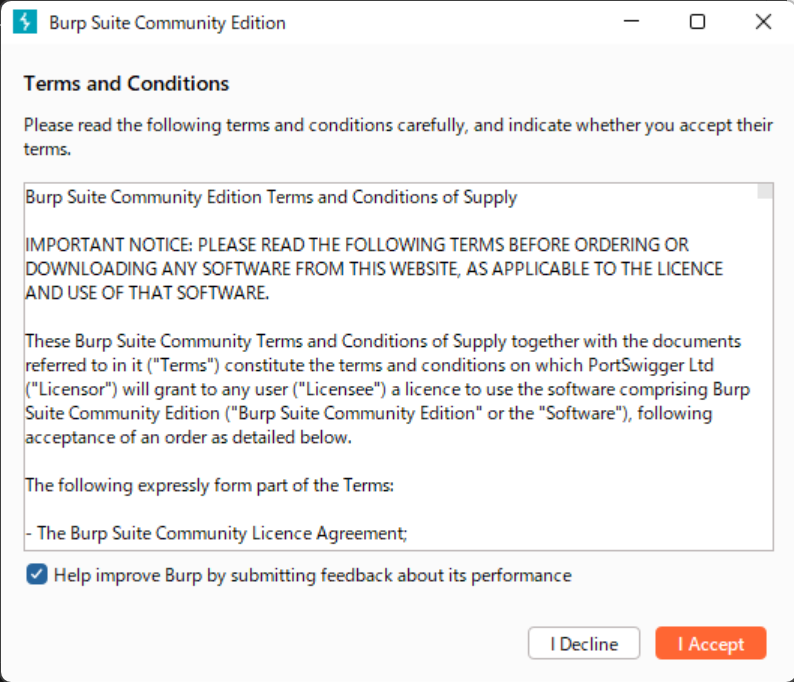 Burp Suite Community Edition
Terms and Conditions
Please read the following terms and conditions carefully, and indicate whether you accept their
terms.
Burp Suite Community Edition Terms and Conditions of Supply
IMPORTANT NOTICE: PLEASE READ THE FOLLOWING TERMS BEFORE ORDERING OR
DOWNLOADING ANY SOFTWARE FROM THIS WEBSITE, AS APPLICABLE TO THE LICENCE
AND USE OF THAT SOFTWARE.
These Burp Suite Community Terms and Conditions of Supply together with the documents
referred to in it ("Terms") constitute the terms and conditions on which PortSwigger Ltd
("Licensor") will grant to any user ("Licensee") a licence to use the software comprising Burp
Suite Community Edition ("Burp Suite Community Edition" or the "Software"), following
acceptance of an order as detailed below.
The following expressly form part of the Terms:
- The Burp Suite Community Licence Agreement;
Help improve Burp by submitting feedback about its performance
I Decline
I Accept